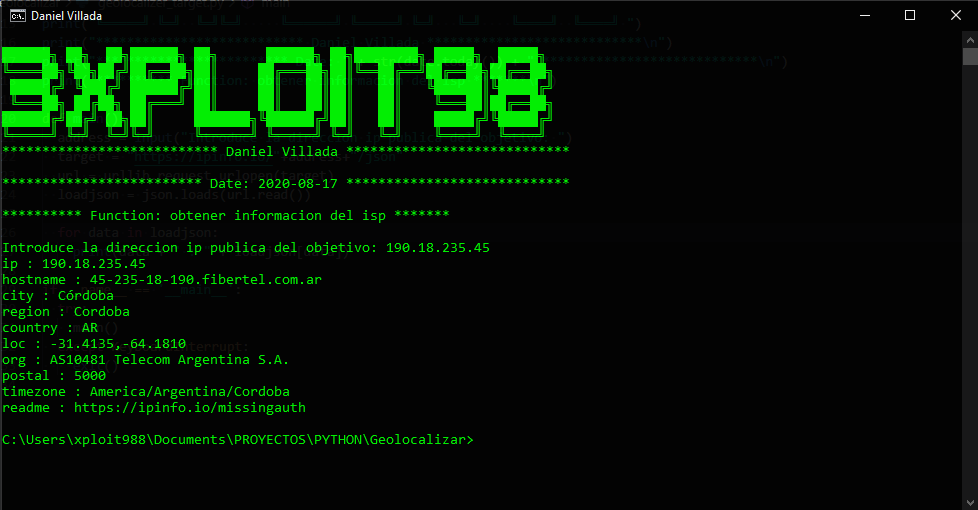 Daniel Villada
3XPLOIT98
*************************** Daniel Villada ****************************
************************* Date: 2020-08-17 ****************************
********** Function: obtener informacion del isp *******
Introduce la direccion ip publica del objetivo: 190.18.235.45
ip : 190.18.235.45
hostname : 45-235-18-190.fibertel.com.ar
city : Córdoba
region : Cordoba
country : AR
loc : -31.4135,-64.1810
org : AS10481 Telecom Argentina S.A.
postal : 5000
timezone : America/Argentina/Cordoba
readme : https://ipinfo.io/missingauth
C:\Users\xploit988\Documents\PROYECTOS\PYTHON\Geolocalizar>